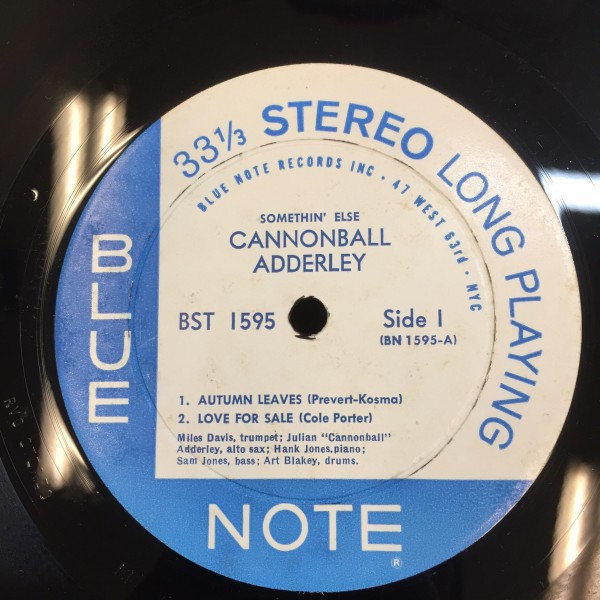 33⅓ STEREO LONG PLAYING
BLUE NOTE RECORDS INC • 47 WEST 63rd • NYC
SOMETHIN' ELSE
CANNONBALL
ADDERLEY
BST 1595
Side 1
(BN 1595-A)
1. AUTUMN LEAVES (Prevert-Kosma)
2. LOVE FOR SALE (Cole Porter)
Miles Davis, trumpet; Julian "Cannonball"
Adderley, alto sax; Hank Jones,piano;
Sam Jones, bass; Art Blakey, drums.
BLUE
NOTE
®